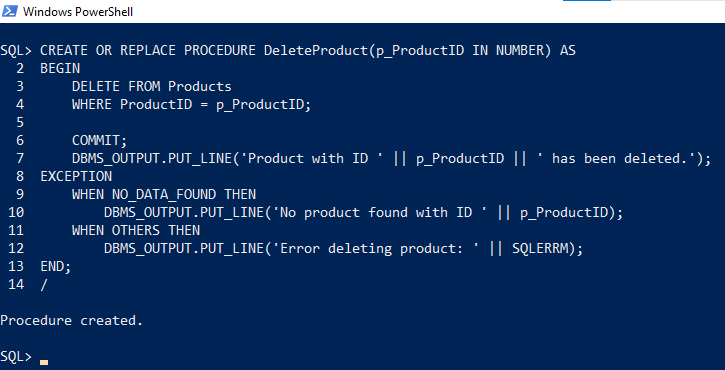 Windows PowerShell
SQL> CREATE OR REPLACE PROCEDURE DeleteProduct(p_ProductID IN NUMBER) AS
  2  BEGIN
  3      DELETE FROM Products
  4      WHERE ProductID = p_ProductID;
  5
  6      COMMIT;
  7      DBMS_OUTPUT.PUT_LINE('Product with ID ' || p_ProductID || ' has been deleted.');
  8  EXCEPTION
  9      WHEN NO_DATA_FOUND THEN
 10          DBMS_OUTPUT.PUT_LINE('No product found with ID ' || p_ProductID);
 11      WHEN OTHERS THEN
 12          DBMS_OUTPUT.PUT_LINE('Error deleting product: ' || SQLERRM);
 13  END;
 14  /
Procedure created.
SQL>